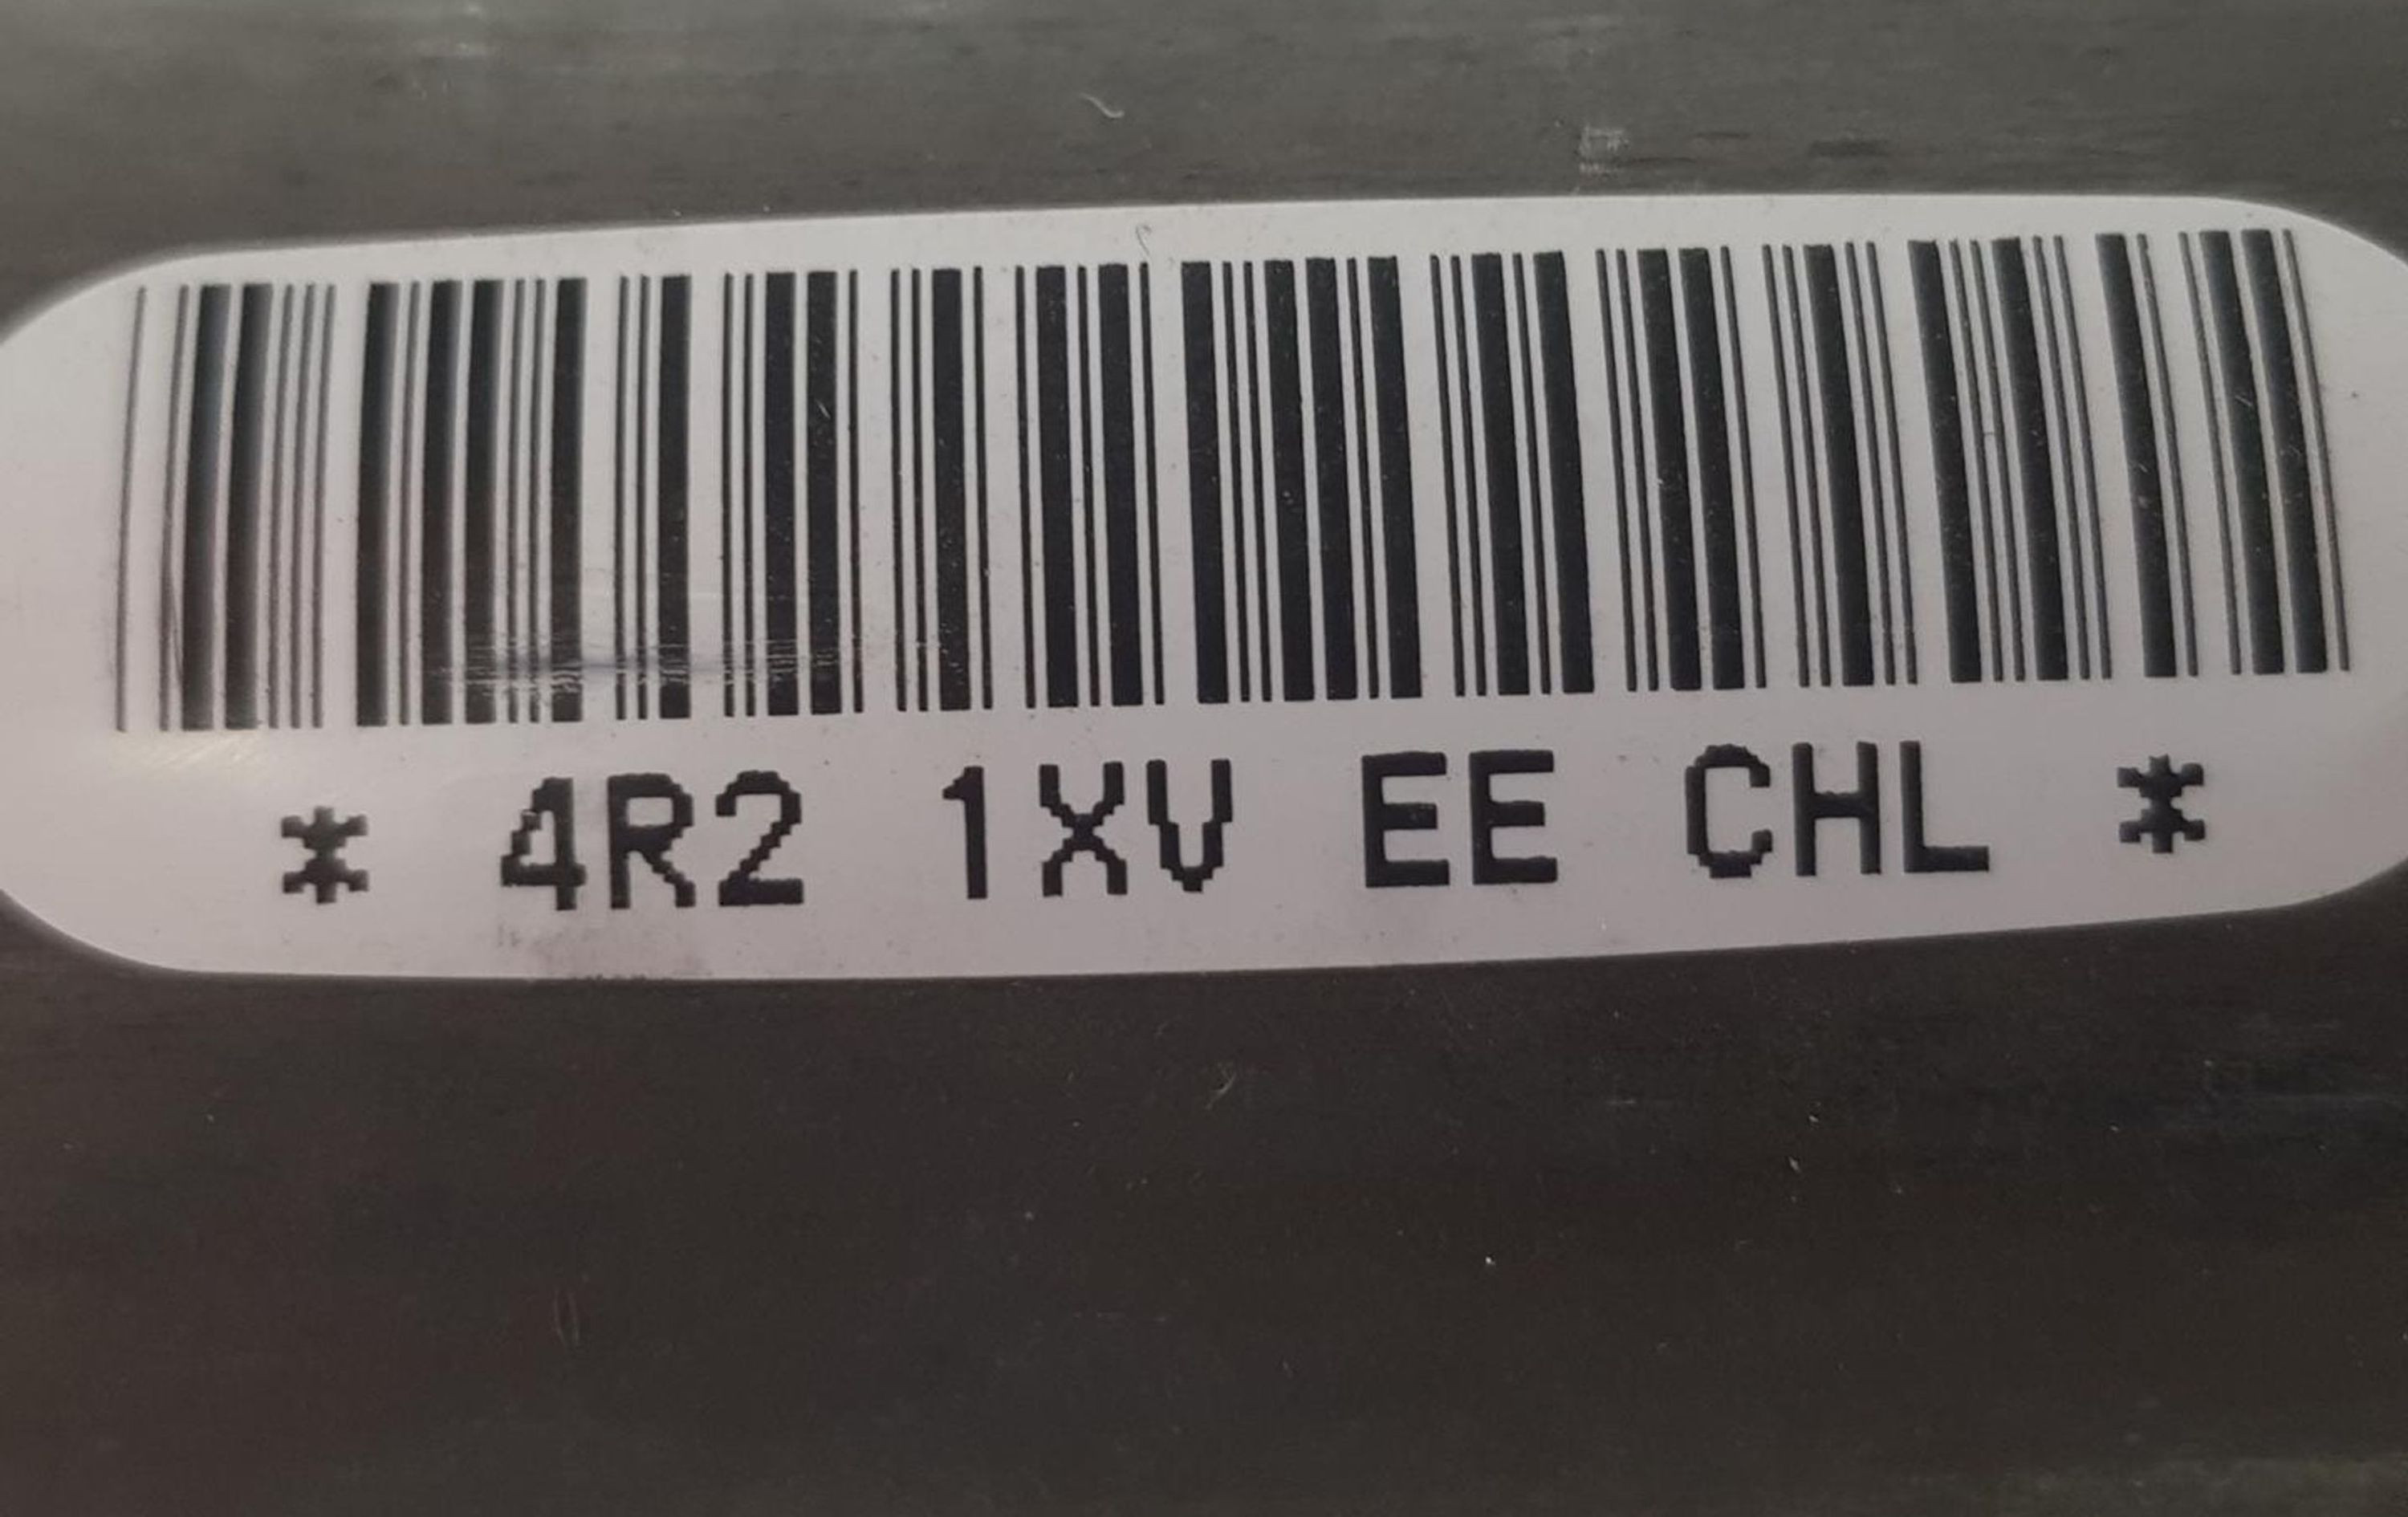 * 4R2 1XV EE CHL *